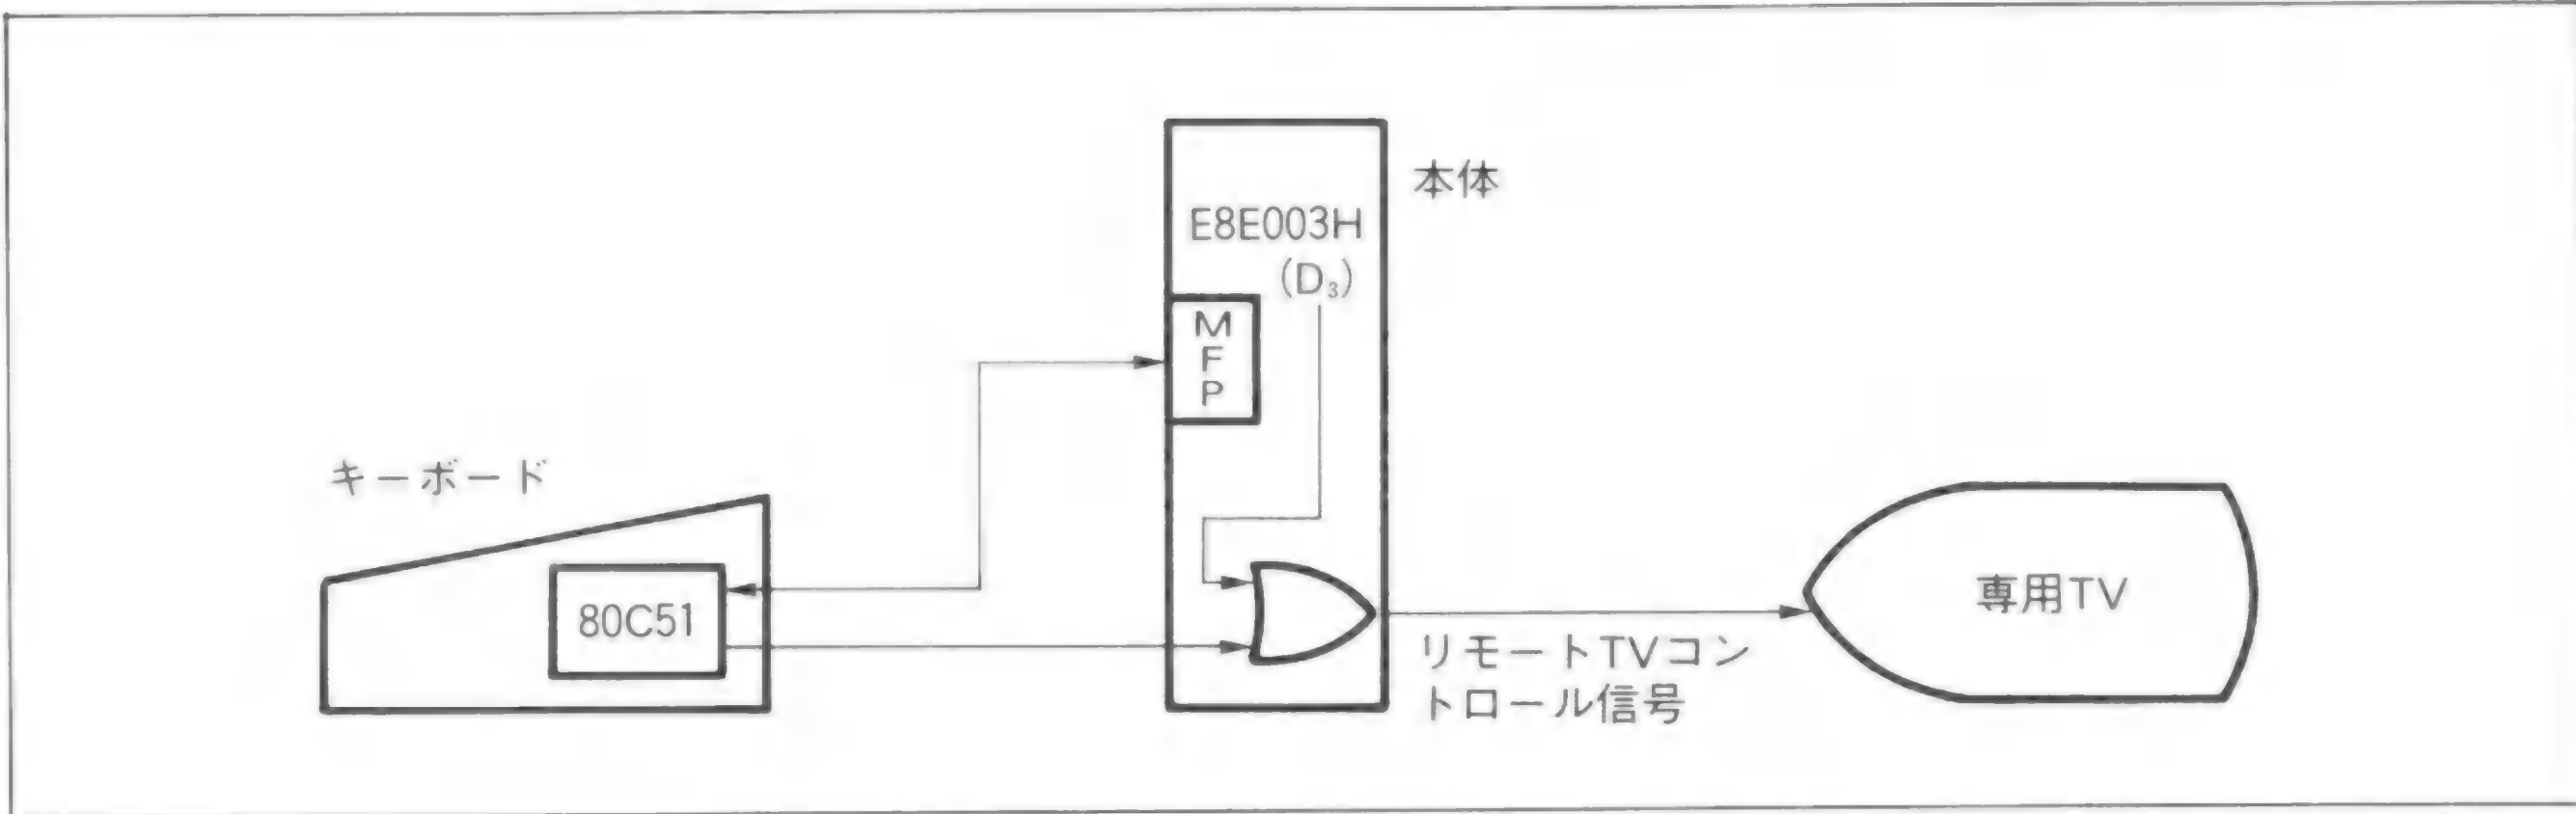 本体
E8E003H
(D₃)
M
F
P
キーボード
80C51
専用TV
リモートTVコン
トロール信号